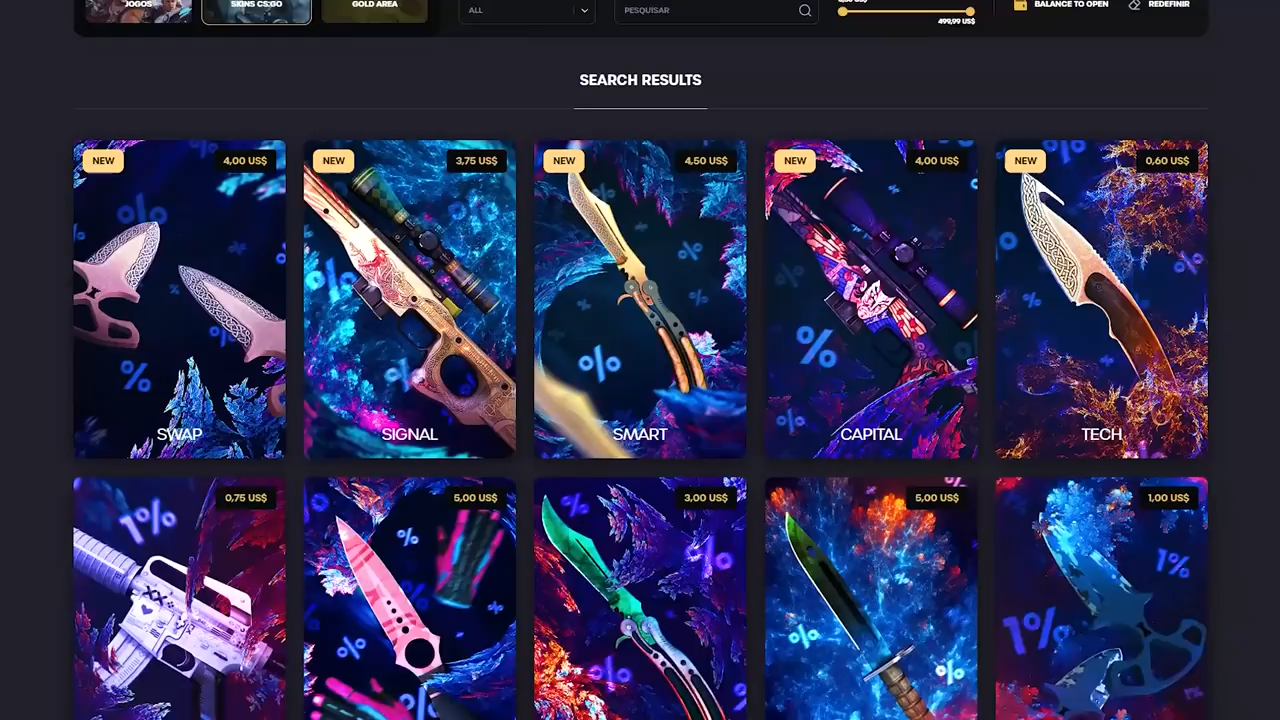 JOGOS
SKINS CS:GO
GOLD AREA
ALL
PESQUISAR
499,99 US$
BALANCE TO OPEN
REDEFINIR
SEARCH RESULTS
NEW 4,00 US$
NEW 3,75 US$
NEW 4,50 US$
NEW 4,00 US$
NEW 0,60 US$
%
%
%
%
%
SWAP
SIGNAL
SMART
CAPITAL
TECH
0,75 US$
5,00 US$
3,00 US$
5,00 US$
1,00 US$
1%
%
%
%
1%
1%